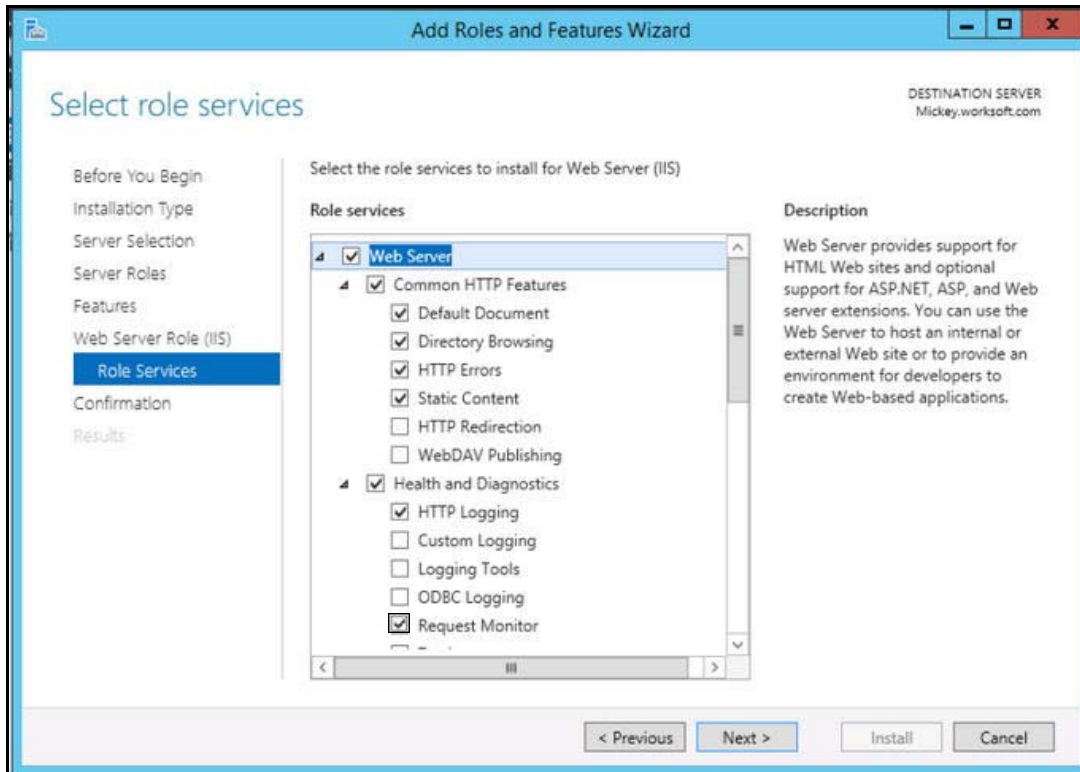 Add Roles and Features Wizard
Select role services
DESTINATION SERVER
Mickey.worksoft.com
Before You Begin
Installation Type
Server Selection
Server Roles
Features
Web Server Role (IIS)
Role Services
Confirmation
Results
Select the role services to install for Web Server (IIS)
Role services
Web Server
Common HTTP Features
Default Document
Directory Browsing
HTTP Errors
Static Content
HTTP Redirection
WebDAV Publishing
Health and Diagnostics
HTTP Logging
Custom Logging
Logging Tools
ODBC Logging
Request Monitor
Description
Web Server provides support for
HTML Web sites and optional
support for ASP.NET, ASP, and Web
server extensions. You can use the
Web Server to host an internal or
external Web site or to provide an
environment for developers to
create Web-based applications.
< Previous
Next >
Install
Cancel